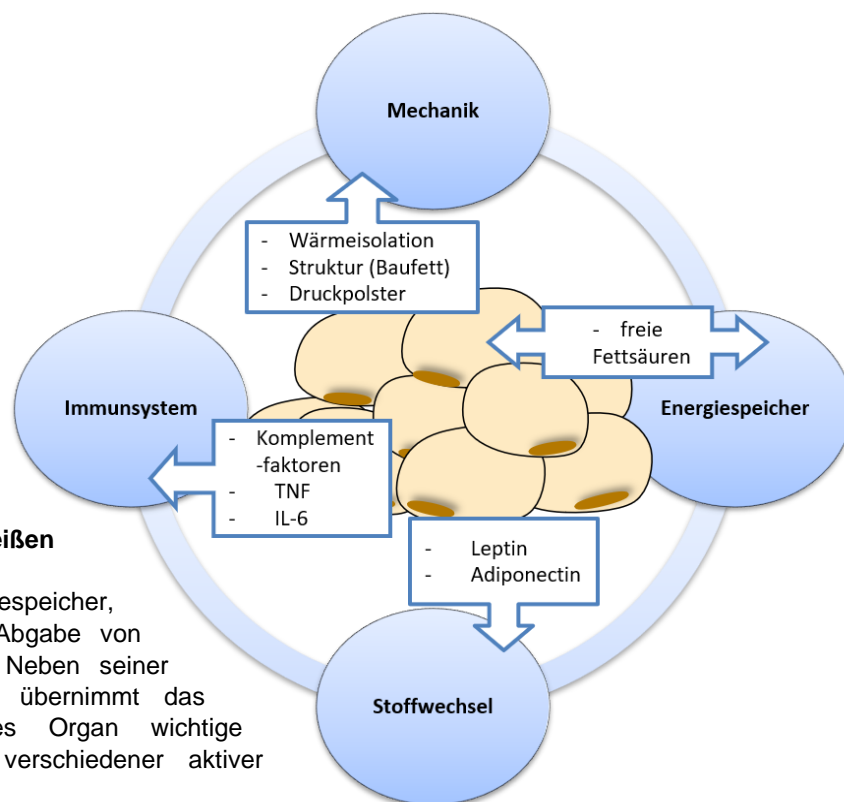 Mechanik
- Wärmeisolation
- Struktur (Baufett)
- Druckpolster
- freie
Fettsäuren
Immunsystem
Energiespeicher
- Komplement
-faktoren
- TNF
- IL-6
- Leptin
- Adiponectin
Stoffwechsel
eißen
espeicher,
Abgabe von
Neben seiner
übernimmt das
es Organ wichtige
verschiedener aktiver